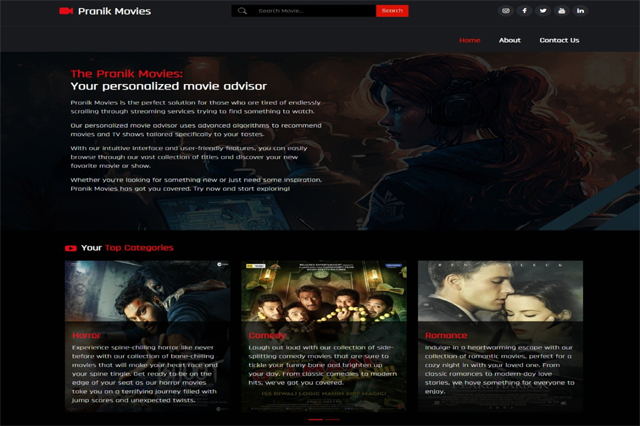 Pranik Movies
Search Movie...
Search
Home
About
Contact Us
The Pranik Movies:
Your personalized movie advisor
Pranik Movies is the perfect solution for those who are tired of endlessly
scrolling through streaming services trying to find something to watch.
Our personalized movie advisor uses advanced algorithms to recommend
movies and TV shows tailored specifically to your tastes.
With our intuitive interface and user-friendly features, you can easily
browse through our vast collection of titles and discover your new
favorite movie or show.
Whether you're looking for something new or just need some inspiration,
Pranik Movies has got you covered. Try now and start exploring!
Your Top Categories
Horror
Experience spine-chilling horror like never
before with our collection of bone-chilling
movies that will make your heart race and
your spine tingle. Get ready to be on the
edge of your seat as our horror movies
take you on a terrifying journey filled with
jump scares and unexpected twists.
Comedy
Laugh out loud with our collection of side-
splitting comedy movies that are sure to
tickle your funny bone and brighten up
your day. From classic comedies to modern
hits, we've got you covered.
ISS DIWALI LOGIC NAHIN SIRF MAGIC!
Romance
Indulge in a heartwarming escape with our
collection of romantic movies, perfect for a
cozy night in with your loved one. From
classic romances to modern-day love
stories, we have something for everyone to
enjoy.